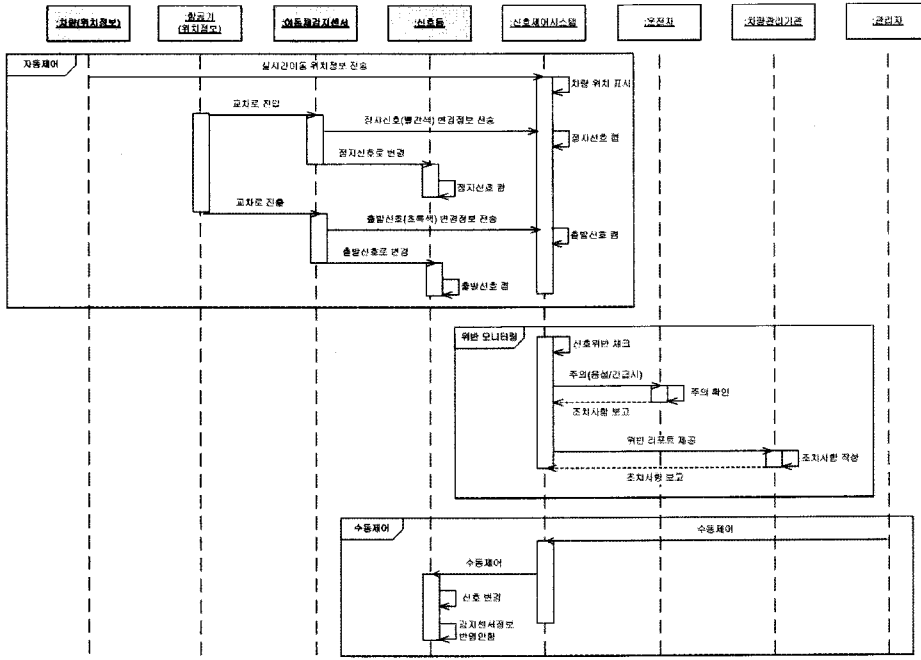 :차량(위치정보)
:항공기
(위치정보)
:이동체감지센서
:신호등
:신호제어시스템
:운전자
:차량관리기관
:관리자
자동제어
실시간이동 위치정보 전송
차량 위치 표시
교차로 진입
정지신호(빨간색) 변경정보 전송
정지신호 켬
정지신호로 변경
정지신호 켬
교차로 진출
출발신호(초록색) 변경정보 전송
출발신호 켬
출발신호로 변경
출발신호 켬
위반 모니터링
신호위반 체크
주의(음성/긴급시)
주의 확인
조치사항 보고
위반 리포트 제공
조치사항 작성
조치사항 보고
수동제어
수동제어
수동제어
신호 변경
감지센서정보
반영안함